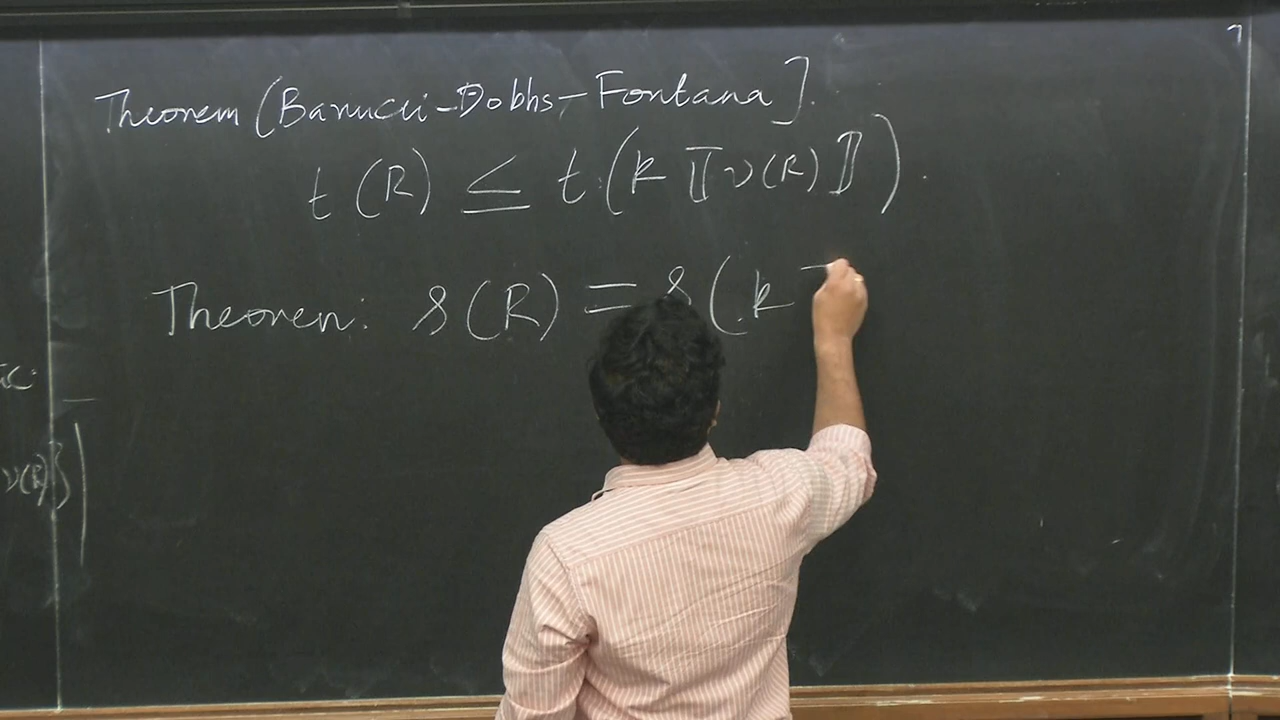 Theorem (Barucci-Dobbs-Fontana].
t(R) ≤ t(k⟦ν(R)⟧).
Theorem: s(R) = s(k
ν(R)